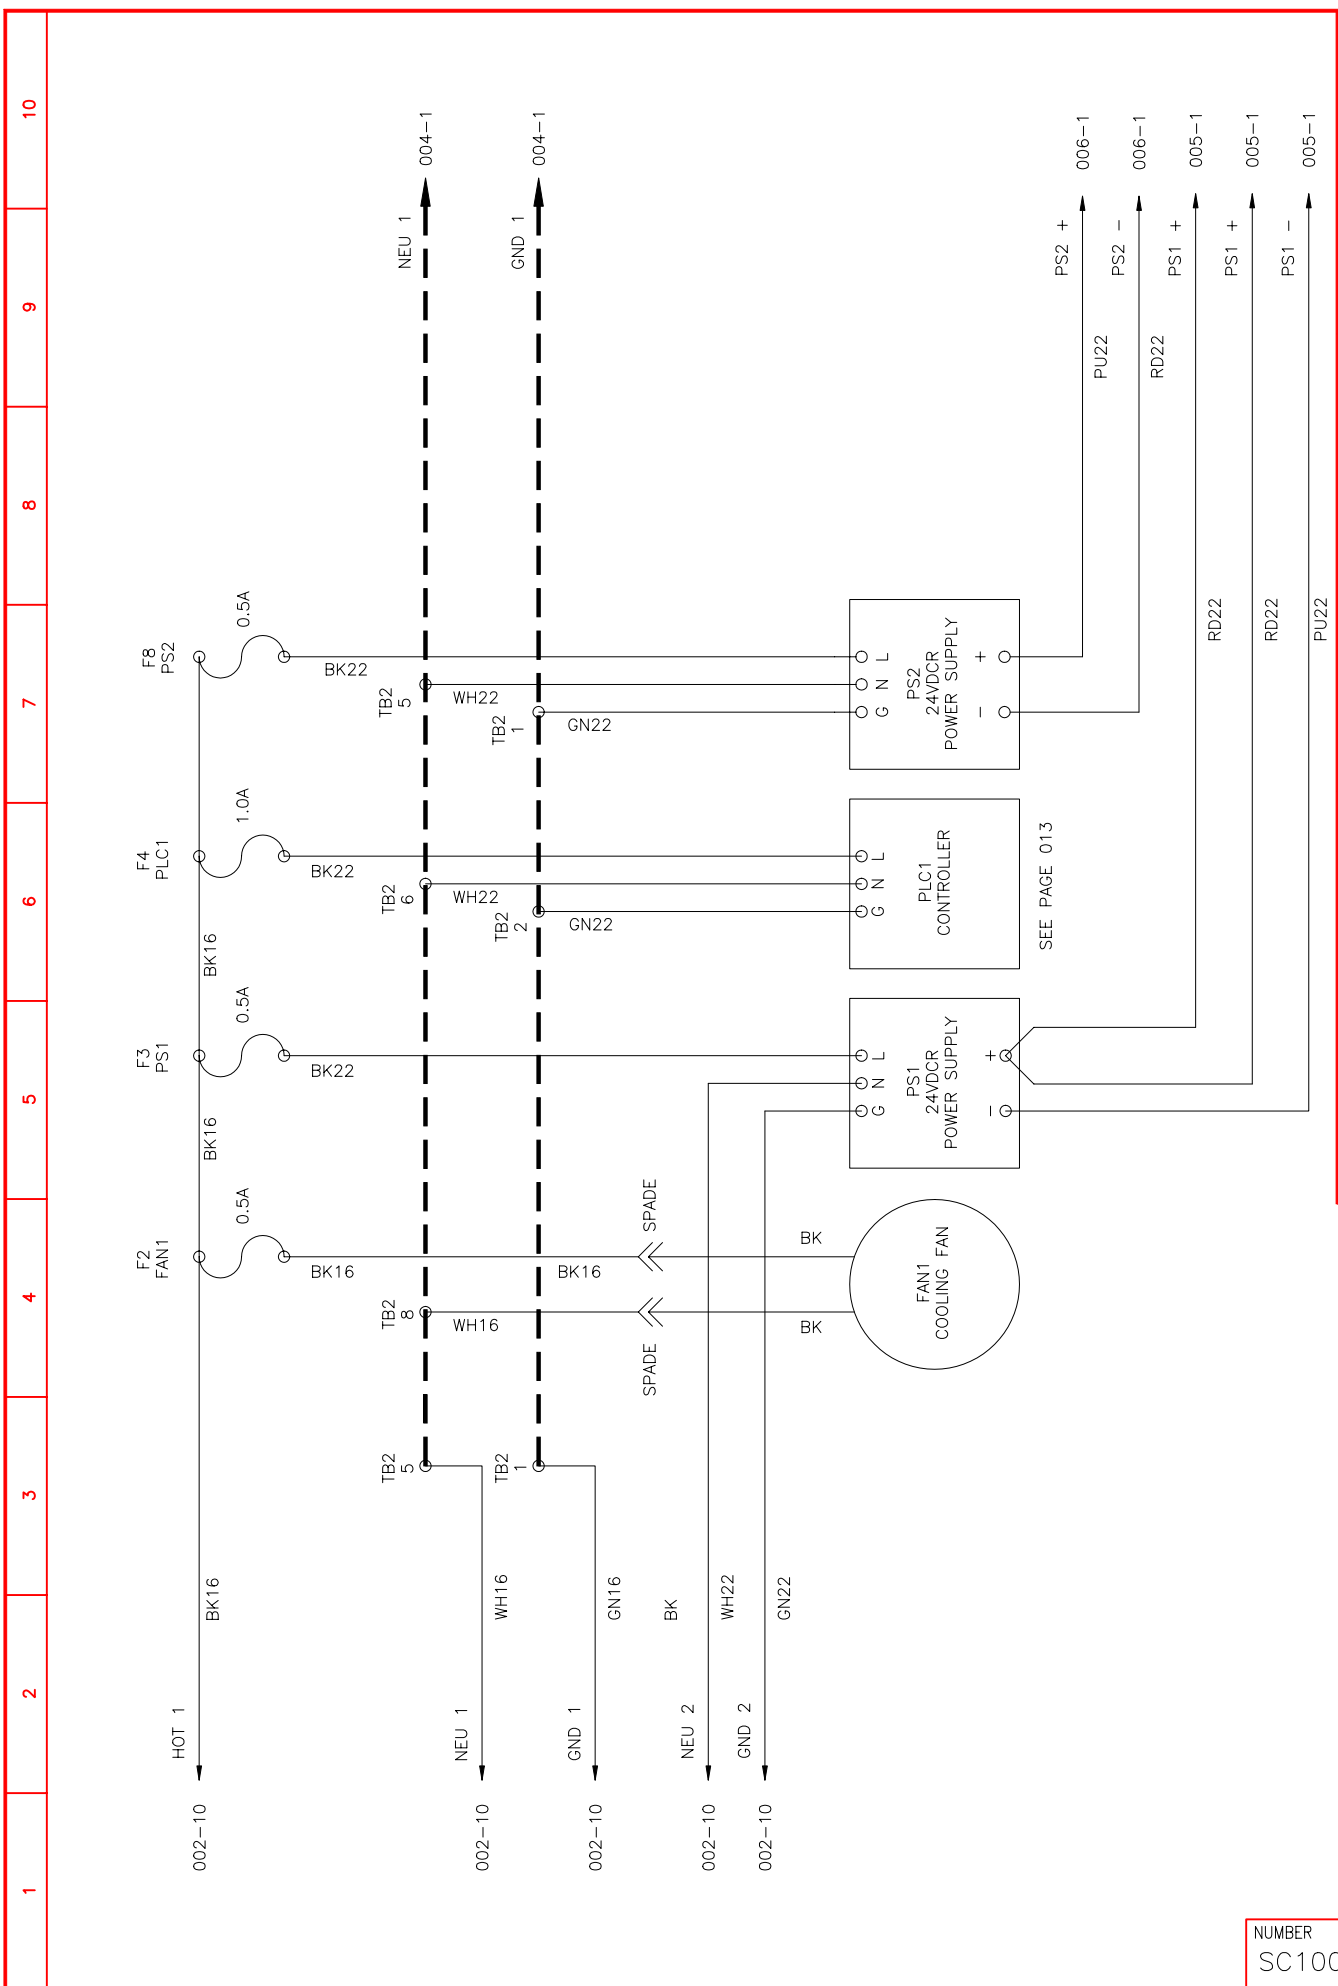 1
2
3
4
5
6
7
8
9
10
002-10
HOT 1
BK16
F2
FAN1
0.5A
BK16
F3
PS1
0.5A
BK16
F4
PLC1
1.0A
F8
PS2
0.5A
BK16
BK22
BK22
BK22
TB2
5
TB2
8
TB2
6
TB2
5
NEU 1
004-1
WH16
WH22
WH22
002-10
NEU 1
WH16
TB2
1
TB2
2
TB2
1
GND 1
004-1
BK16
GN22
GN22
002-10
GND 1
GN16
SPADE
SPADE
BK
002-10
NEU 2
WH22
002-10
GND 2
GN22
BK
BK
FAN1
COOLING FAN
G N L
PS1
24VDCR
POWER SUPPLY
- +
G N L
PLC1
CONTROLLER
SEE PAGE 013
G N L
PS2
24VDCR
POWER SUPPLY
- +
PS2 +
006-1
PU22
PS2 -
006-1
RD22
PS1 +
005-1
RD22
PS1 +
005-1
RD22
PS1 -
005-1
PU22
NUMBER
SC100